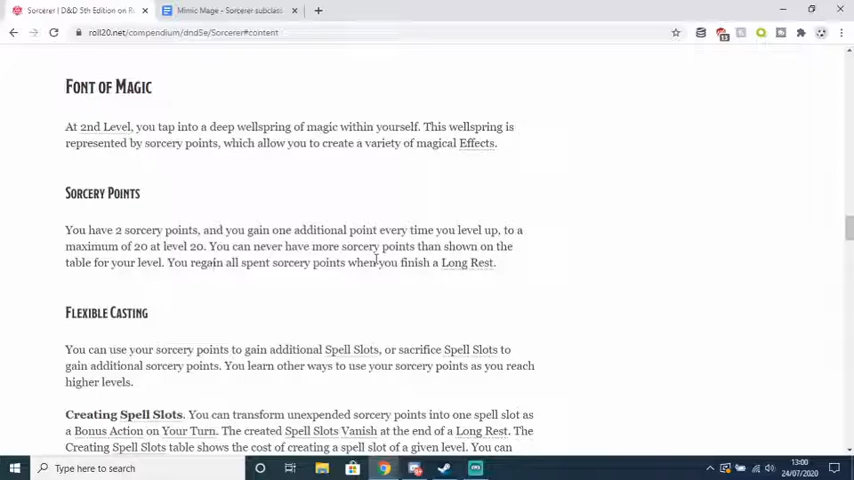 Sorcerer | D&D 5th Edition on R
Mimic Mage - Sorcerer subclass
roll20.net/compendium/dnd5e/Sorcerer#content
FONT OF MAGIC
At 2nd Level, you tap into a deep wellspring of magic within yourself. This wellspring is
represented by sorcery points, which allow you to create a variety of magical Effects.
SORCERY POINTS
You have 2 sorcery points, and you gain one additional point every time you level up, to a
maximum of 20 at level 20. You can never have more sorcery points than shown on the
table for your level. You regain all spent sorcery points when you finish a Long Rest.
FLEXIBLE CASTING
You can use your sorcery points to gain additional Spell Slots, or sacrifice Spell Slots to
gain additional sorcery points. You learn other ways to use your sorcery points as you reach
higher levels.
Creating Spell Slots. You can transform unexpended sorcery points into one spell slot as
a Bonus Action on Your Turn. The created Spell Slots Vanish at the end of a Long Rest. The
Creating Spell Slots table shows the cost of creating a spell slot of a given level. You can
Type here to search
13:00
24/07/2020